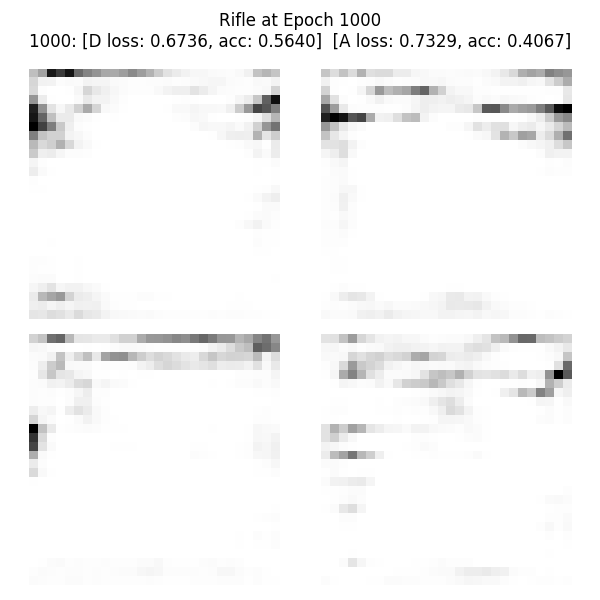 Rifle at Epoch 1000
1000: [D loss: 0.6736, acc: 0.5640]  [A loss: 0.7329, acc: 0.4067]